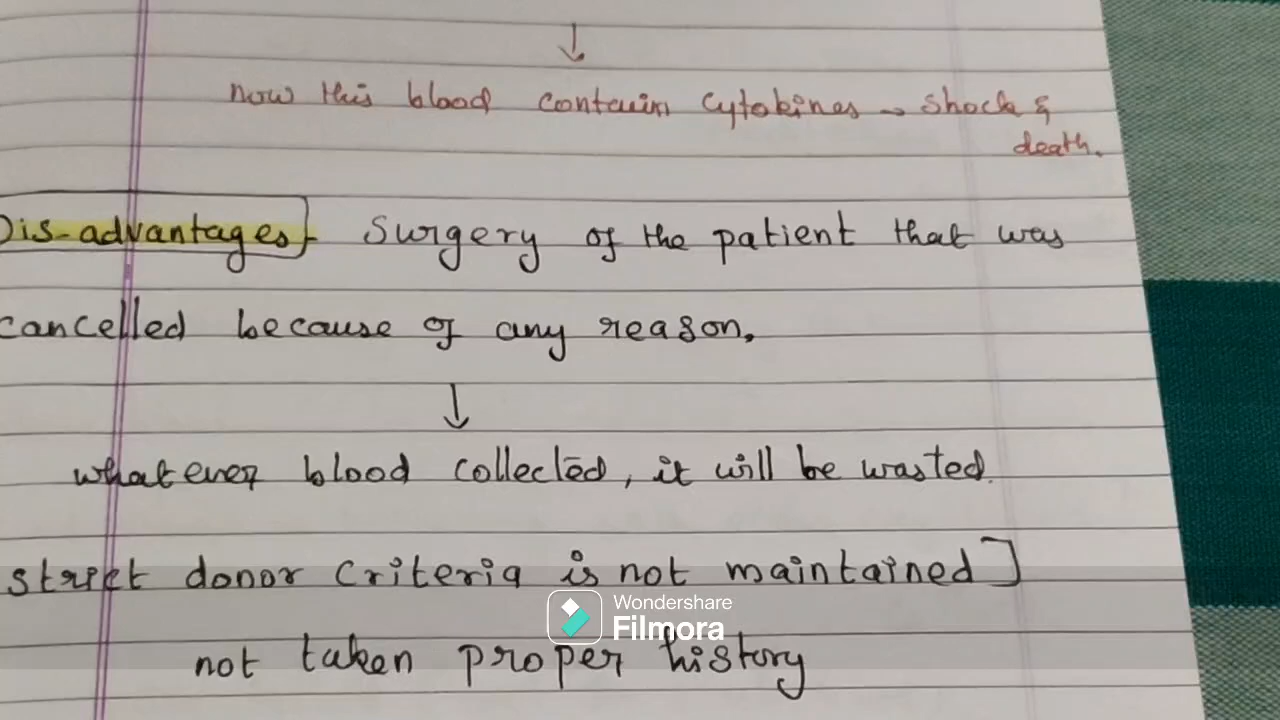 ↓
now this blood contain cytokines → shock &
death.
Dis-advantages Surgery of the patient that was
cancelled because of any reason.
↓
whatever blood collected, it will be wasted.
strict donor criteria is not maintained]
Wondershare
Filmora
not taken proper history